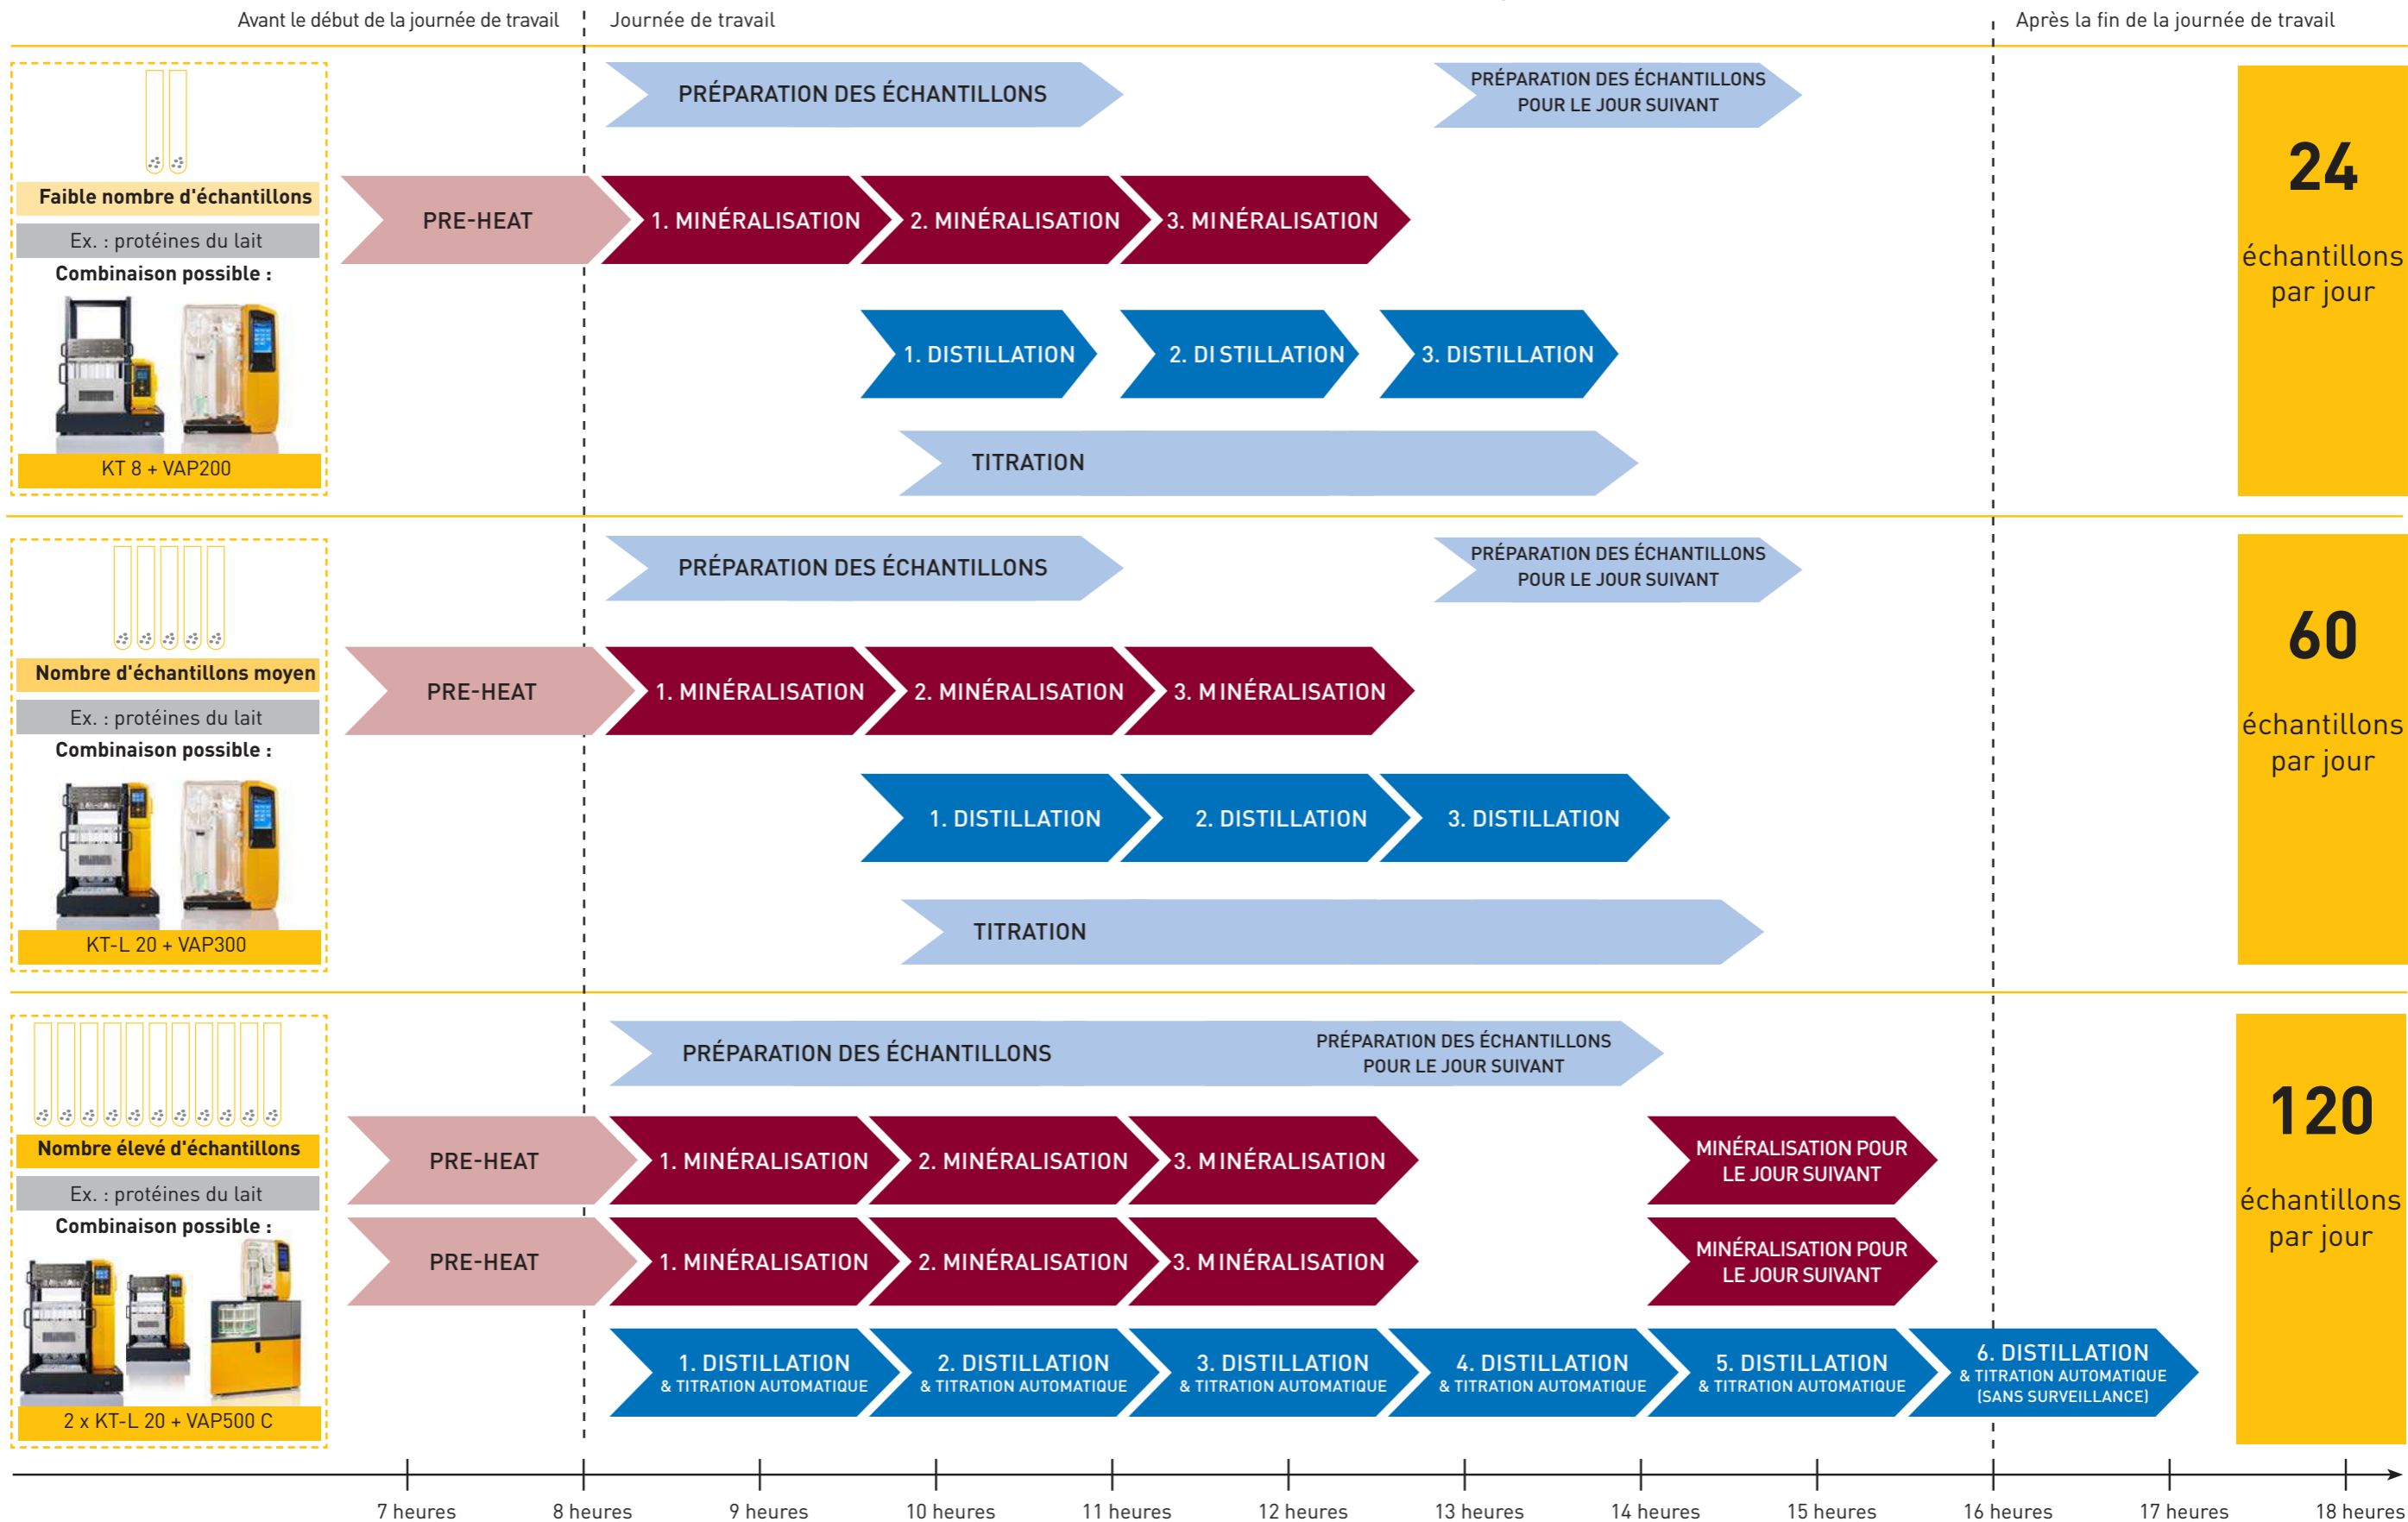 Avant le début de la journée de travail
Journée de travail
Après la fin de la journée de travail
PRÉPARATION DES ÉCHANTILLONS
PRÉPARATION DES ÉCHANTILLONS
POUR LE JOUR SUIVANT
Faible nombre d'échantillons
Ex. : protéines du lait
Combinaison possible :
KT 8 + VAP200
PRE-HEAT
1. MINÉRALISATION
2. MINÉRALISATION
3. MINÉRALISATION
1. DISTILLATION
2. DISTILLATION
3. DISTILLATION
TITRATION
24
échantillons
par jour
PRÉPARATION DES ÉCHANTILLONS
PRÉPARATION DES ÉCHANTILLONS
POUR LE JOUR SUIVANT
Nombre d'échantillons moyen
Ex. : protéines du lait
Combinaison possible :
KT-L 20 + VAP300
PRE-HEAT
1. MINÉRALISATION
2. MINÉRALISATION
3. MINÉRALISATION
1. DISTILLATION
2. DISTILLATION
3. DISTILLATION
TITRATION
60
échantillons
par jour
PRÉPARATION DES ÉCHANTILLONS
PRÉPARATION DES ÉCHANTILLONS
POUR LE JOUR SUIVANT
Nombre élevé d'échantillons
Ex. : protéines du lait
Combinaison possible :
2 x KT-L 20 + VAP500 C
PRE-HEAT
1. MINÉRALISATION
2. MINÉRALISATION
3. MINÉRALISATION
MINÉRALISATION POUR
LE JOUR SUIVANT
PRE-HEAT
1. MINÉRALISATION
2. MINÉRALISATION
3. MINÉRALISATION
MINÉRALISATION POUR
LE JOUR SUIVANT
1. DISTILLATION
& TITRATION AUTOMATIQUE
2. DISTILLATION
& TITRATION AUTOMATIQUE
3. DISTILLATION
& TITRATION AUTOMATIQUE
4. DISTILLATION
& TITRATION AUTOMATIQUE
5. DISTILLATION
& TITRATION AUTOMATIQUE
6. DISTILLATION
& TITRATION AUTOMATIQUE
(SANS SURVEILLANCE)
120
échantillons
par jour
7 heures
8 heures
9 heures
10 heures
11 heures
12 heures
13 heures
14 heures
15 heures
16 heures
17 heures
18 heures